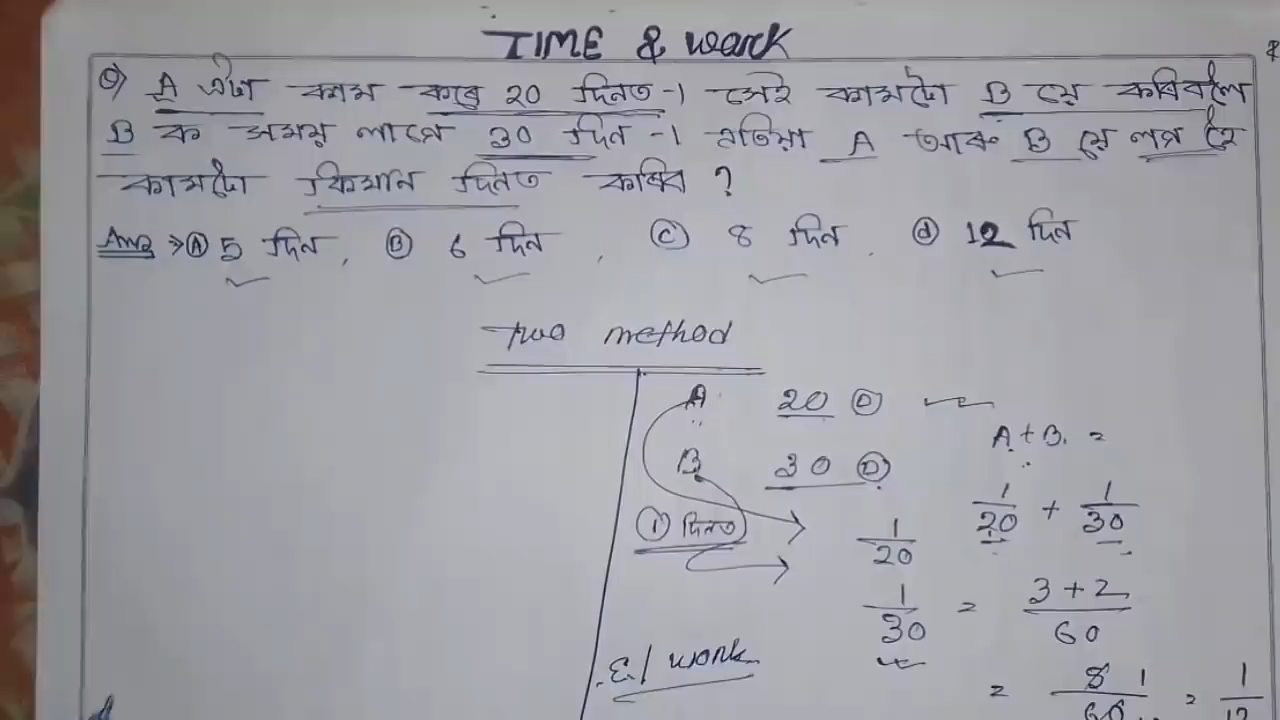 TIME & Work
Q) A এটা কাম কৰে 20 দিনত -। সেই কামটো B য়ে কৰিবলৈ
B ক সময় লাগে 30 দিন -। এতিয়া A আৰু B য়ে লগ হৈ
কামটো কিমান দিনত কৰিব ?
Ans → Ⓐ 5 দিন, Ⓑ 6 দিন, Ⓒ 8 দিন, ⓓ 12 দিন
Two method
A 20 Ⓓ
B 30 Ⓓ
① দিনত
1/20
1/30
E/ work
A + B =
1/20 + 1/30
= 3 + 2/60
= 1/60 = 1/12